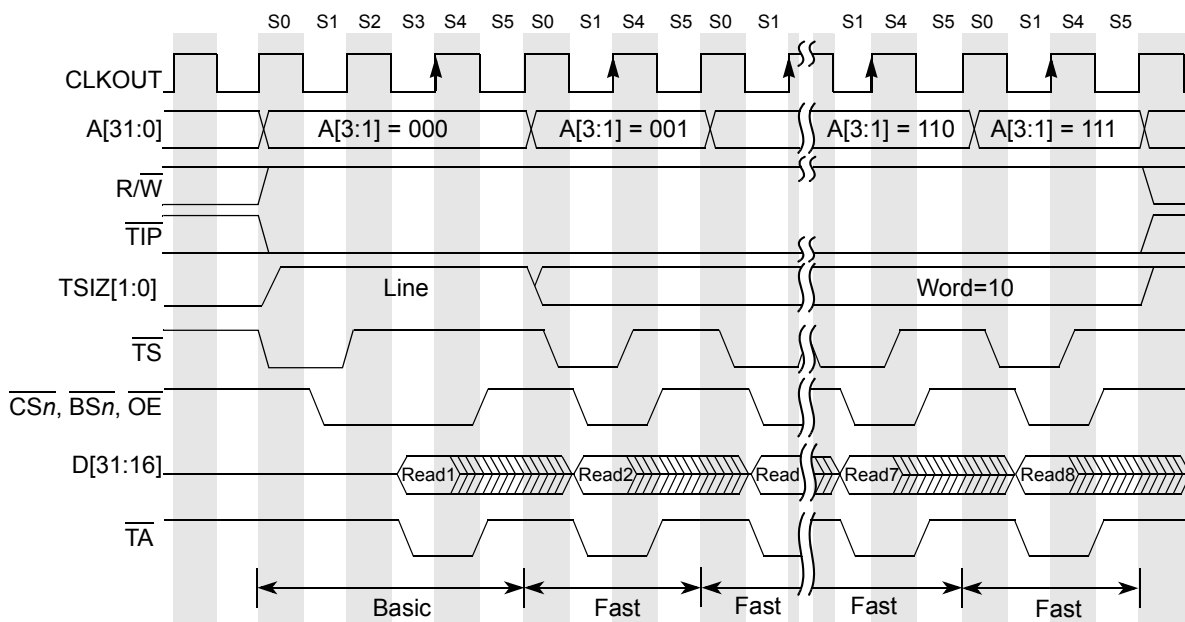 S0 S1 S2 S3 S4 S5 S0 S1 S4 S5 S0 S1 S1 S4 S5 S0 S1 S4 S5
CLKOUT
A[31:0] A[3:1] = 000 A[3:1] = 001 A[3:1] = 110 A[3:1] = 111
R/W
TIP
TSIZ[1:0] Line Word=10
TS
CSn, BSn, OE
D[31:16] Read1 Read2 Read Read7 Read8
TA
Basic Fast Fast Fast Fast